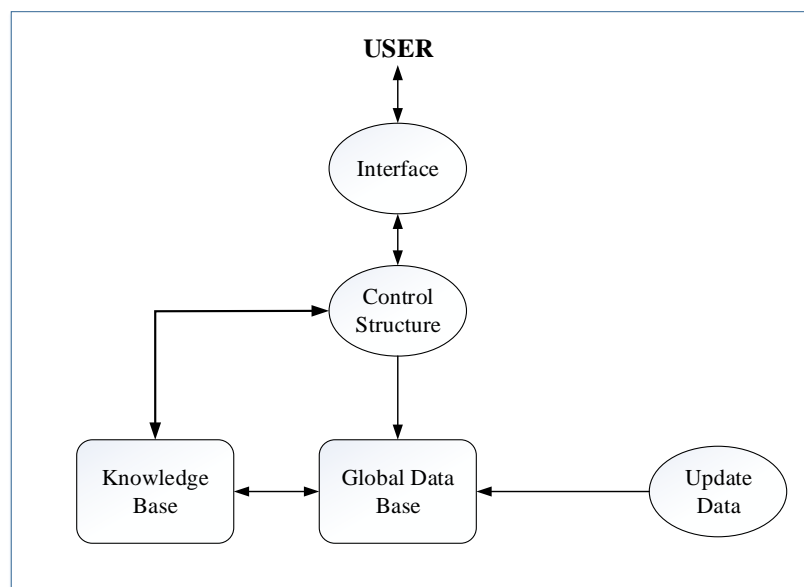 USER
Interface
Control
Structure
Knowledge
Base
Global Data
Base
Update
Data